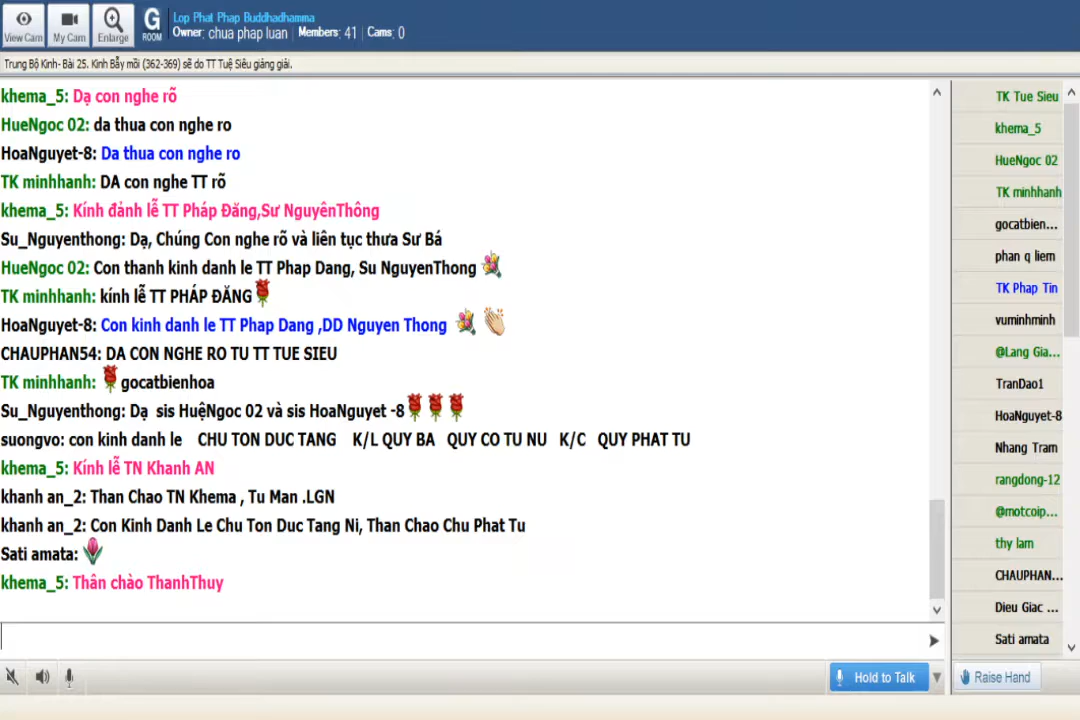 View Cam
My Cam
Enlarge
G
ROOM
Lop Phat Phap Buddhadhamma
Owner: chua phap luan | Members: 41 | Cams: 0
Trung Bộ Kinh- Bài 25. Kinh Bẫy mồi (362-369) sẽ do TT Tuệ Siêu giảng giải.
khema_5: Dạ con nghe rõ
HueNgoc 02: da thua con nghe ro
HoaNguyet-8: Da thua con nghe ro
TK minhhanh: DA con nghe TT rõ
khema_5: Kính đảnh lễ TT Pháp Đăng,Sư NguyênThông
Su_Nguyenthong: Dạ, Chúng Con nghe rõ và liên tục thưa Sư Bá
HueNgoc 02: Con thanh kinh danh le TT Phap Dang, Su NguyenThong
TK minhhanh: kính lễ TT PHÁP ĐĂNG
HoaNguyet-8: Con kinh danh le TT Phap Dang ,DD Nguyen Thong
CHAUPHAN54: DA CON NGHE RO TU TT TUE SIEU
TK minhhanh: gocatbienhoa
Su_Nguyenthong: Dạ sis HuệNgoc 02 và sis HoaNguyet -8
suongvo: con kinh danh le CHU TON DUC TANG K/L QUY BA QUY CO TU NU K/C QUY PHAT TU
khema_5: Kính lễ TN Khanh AN
khanh an_2: Than Chao TN Khema , Tu Man .LGN
khanh an_2: Con Kinh Danh Le Chu Ton Duc Tang Ni, Than Chao Chu Phat Tu
Sati amata:
khema_5: Thân chào ThanhThuy
TK Tue Sieu
khema_5
HueNgoc 02
TK minhhanh
gocatbien...
phan q liem
TK Phap Tin
vuminhminh
@Lang Gia...
TranDao1
HoaNguyet-8
Nhang Tram
rangdong-12
@motcoip...
thy lam
CHAUPHAN...
Dieu Giac ...
Sati amata
Hold to Talk
Raise Hand